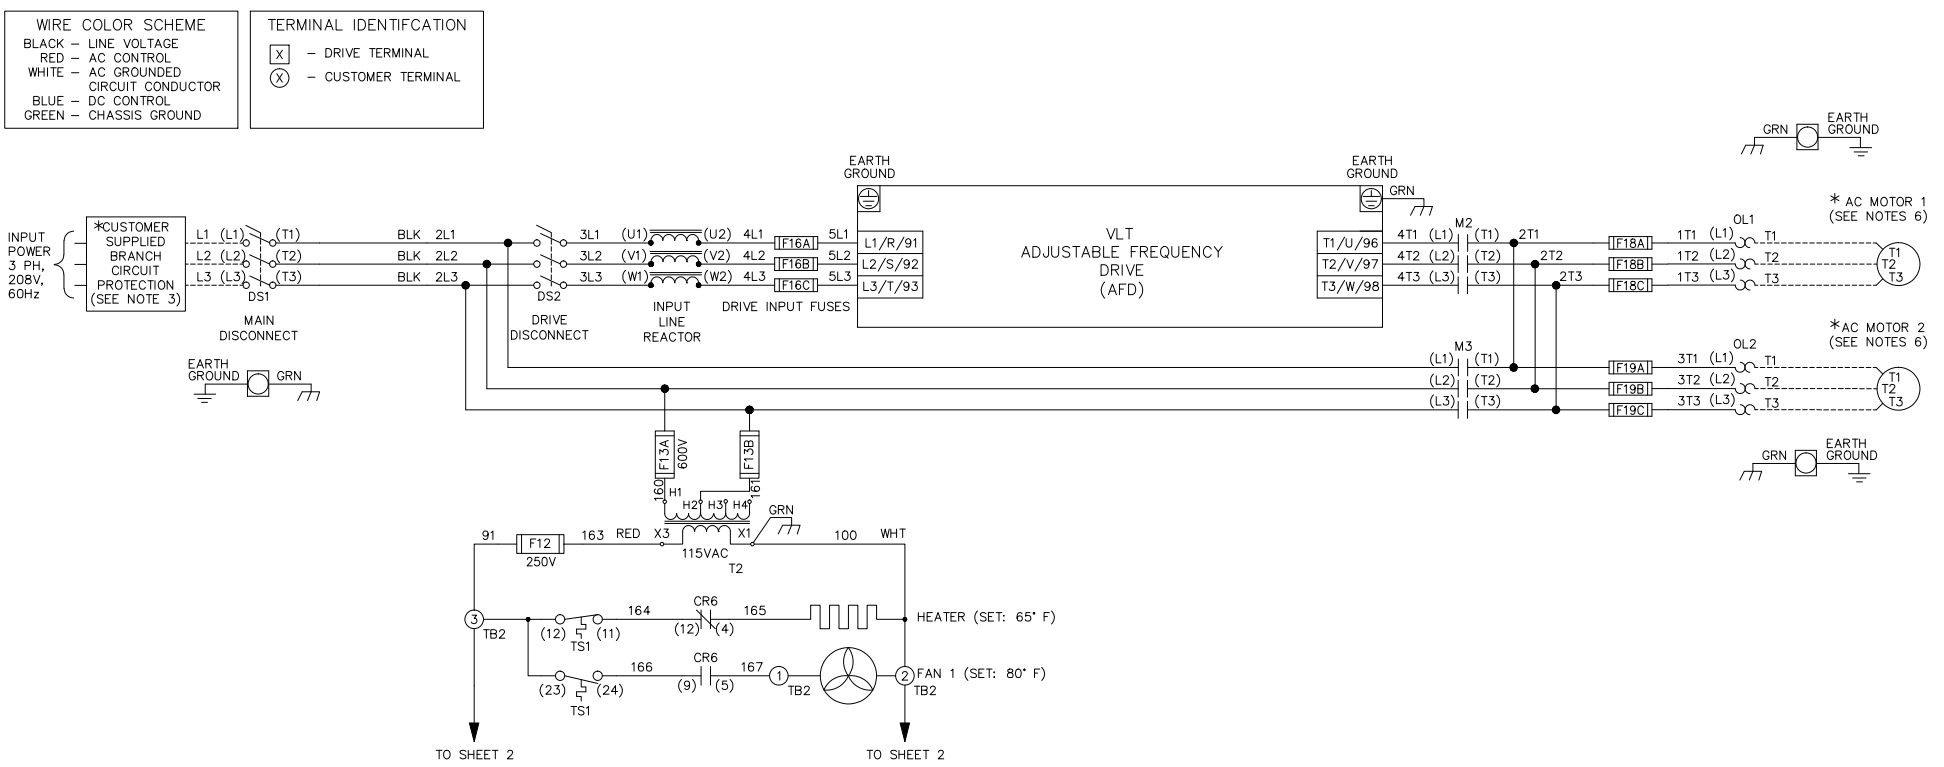 WIRE COLOR SCHEME
BLACK – LINE VOLTAGE
RED – AC CONTROL
WHITE – AC GROUNDED
CIRCUIT CONDUCTOR
BLUE – DC CONTROL
GREEN – CHASSIS GROUND
TERMINAL IDENTIFCATION
X – DRIVE TERMINAL
X – CUSTOMER TERMINAL
GRN
EARTH
GROUND
EARTH
GROUND
EARTH
GROUND
GRN
INPUT
POWER
3 PH,
208V,
60Hz
*CUSTOMER
SUPPLIED
BRANCH
CIRCUIT
PROTECTION
(SEE NOTE 3)
L1 (L1) (T1) BLK 2L1 3L1 (U1) (U2) 4L1 F16A 5L1 L1/R/91
L2 (L2) (T2) BLK 2L2 3L2 (V1) (V2) 4L2 F16B 5L2 L2/S/92
L3 (L3) (T3) BLK 2L3 3L3 (W1) (W2) 4L3 F16C 5L3 L3/T/93
DS1
MAIN
DISCONNECT
DS2
DRIVE
DISCONNECT
INPUT
LINE
REACTOR
DRIVE INPUT FUSES
VLT
ADJUSTABLE FREQUENCY
DRIVE
(AFD)
M2
OL1
T1/U/96 4T1 (L1) (T1) 2T1 F18A 1T1 (L1) T1
T2/V/97 4T2 (L2) (T2) 2T2 F18B 1T2 (L2) T2
T3/W/98 4T3 (L3) (T3) 2T3 F18C 1T3 (L3) T3
* AC MOTOR 1
(SEE NOTES 6)
T1
T2
T3
EARTH
GROUND
GRN
M3
OL2
(L1) (T1) F19A 3T1 (L1) T1
(L2) (T2) F19B 3T2 (L2) T2
(L3) (T3) F19C 3T3 (L3) T3
* AC MOTOR 2
(SEE NOTES 6)
T1
T2
T3
GRN
EARTH
GROUND
F13A
600V
F13B
160
H1
H2
H3
H4
161
GRN
91
F12
250V
163
RED
X3
X1
115VAC
T2
100
WHT
3
TB2
(12)
(11)
TS1
164
CR6
(12)
(4)
165
HEATER (SET: 65° F)
(23)
(24)
TS1
166
CR6
(9)
(5)
167
1
TB2
2
TB2
FAN 1 (SET: 80° F)
TO SHEET 2
TO SHEET 2